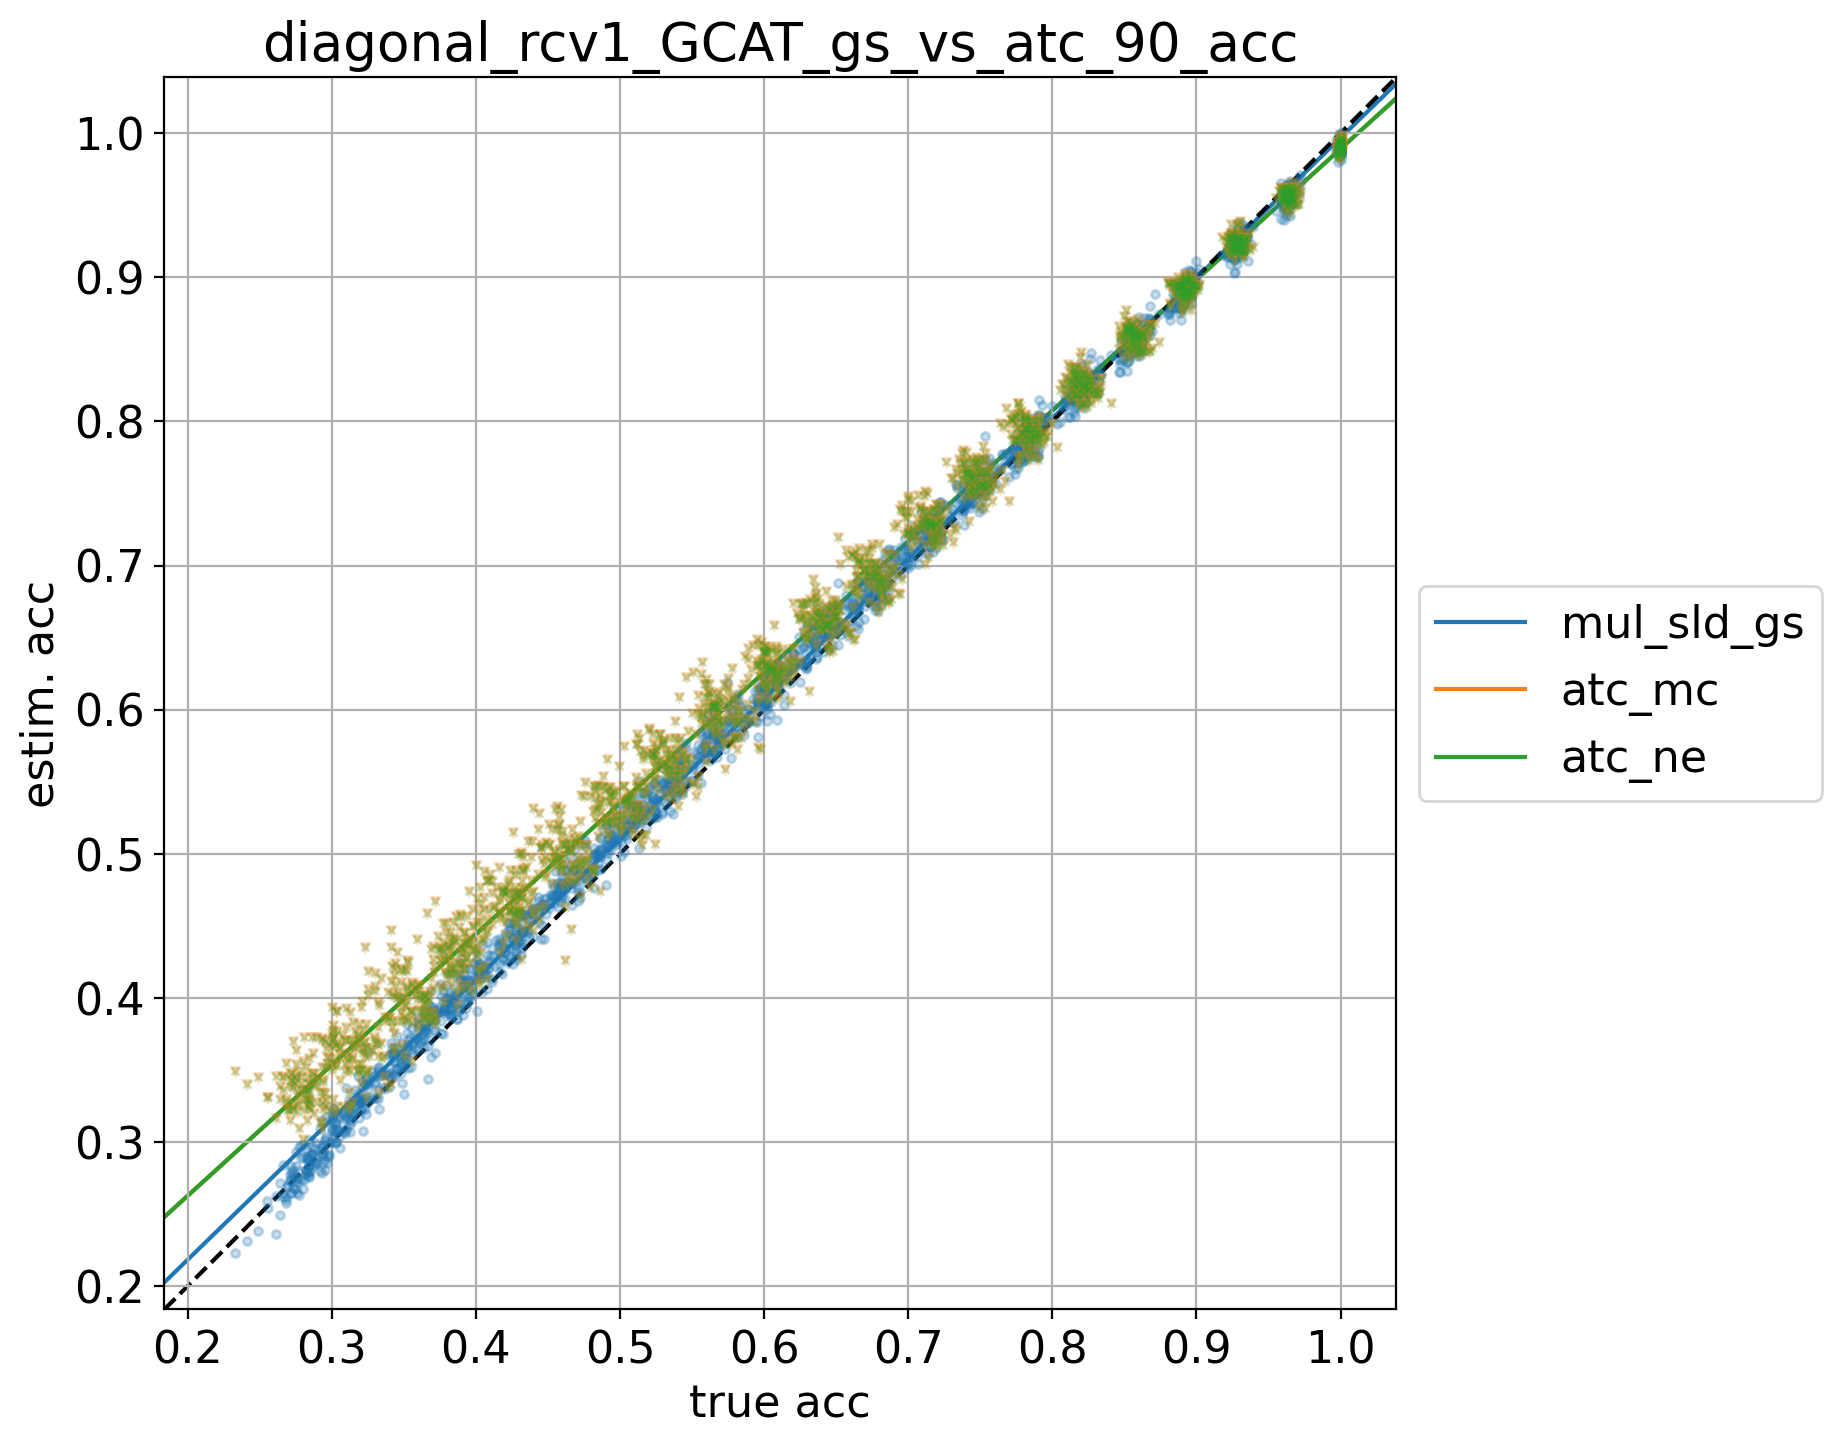 diagonal_rcv1_GCAT_gs_vs_atc_90_acc
estim. acc
1.0
0.9
0.8
0.7
0.6
0.5
0.4
0.3
0.2
0.2 0.3 0.4 0.5 0.6 0.7 0.8 0.9 1.0
true acc
mul_sld_gs
atc_mc
atc_ne